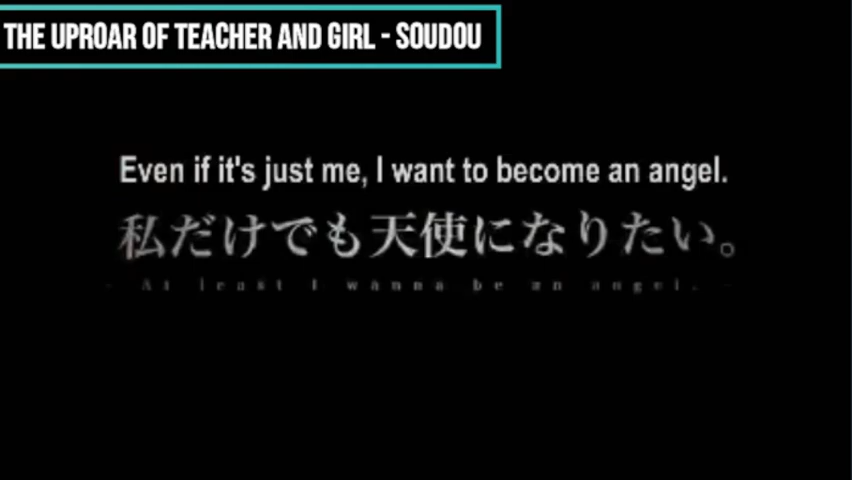 THE UPROAR OF TEACHER AND GIRL - SOUDOU
Even if it's just me, I want to become an angel.
私だけでも天使になりたい。
- At least I wanna be an angel. -